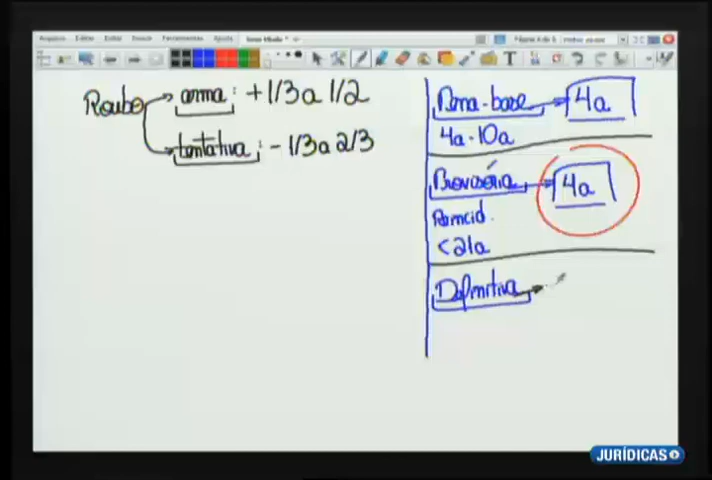 Roubo
arma: + 1/3 a 1/2
tentativa: - 1/3 a 2/3
Pena-base
4a
4a - 10a
Provisória
4a
Reincid.
< 21a
Definitiva
JURÍDICAS